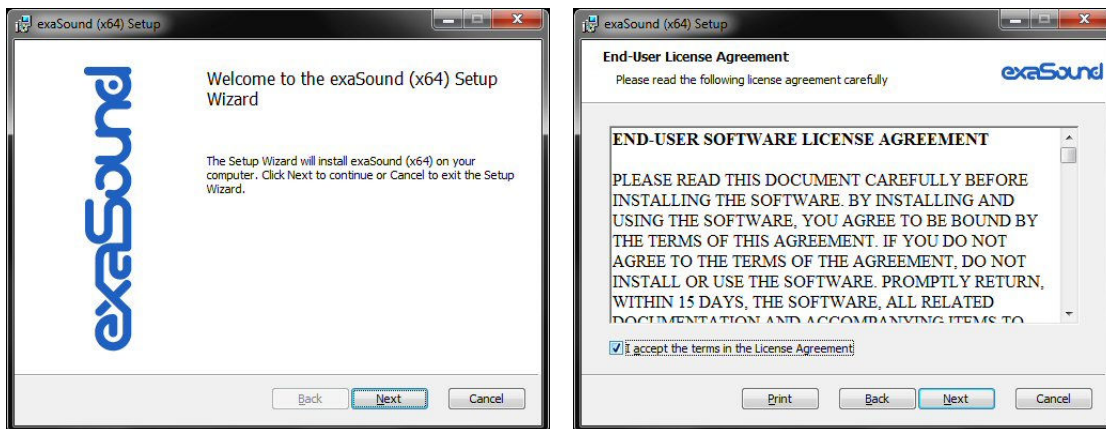 exaSound (x64) Setup
exaSound
Welcome to the exaSound (x64) Setup
Wizard
The Setup Wizard will install exaSound (x64) on your
computer. Click Next to continue or Cancel to exit the Setup
Wizard.
Back Next Cancel
exaSound (x64) Setup
End-User License Agreement
Please read the following license agreement carefully
exaSound
END-USER SOFTWARE LICENSE AGREEMENT
PLEASE READ THIS DOCUMENT CAREFULLY BEFORE
INSTALLING THE SOFTWARE. BY INSTALLING AND
USING THE SOFTWARE, YOU AGREE TO BE BOUND BY
THE TERMS OF THIS AGREEMENT. IF YOU DO NOT
AGREE TO THE TERMS OF THE AGREEMENT, DO NOT
INSTALL OR USE THE SOFTWARE. PROMPTLY RETURN,
WITHIN 15 DAYS, THE SOFTWARE, ALL RELATED
DOCUMENTATION AND ACCOMPANYING ITEMS TO
I accept the terms in the License Agreement
Print Back Next Cancel